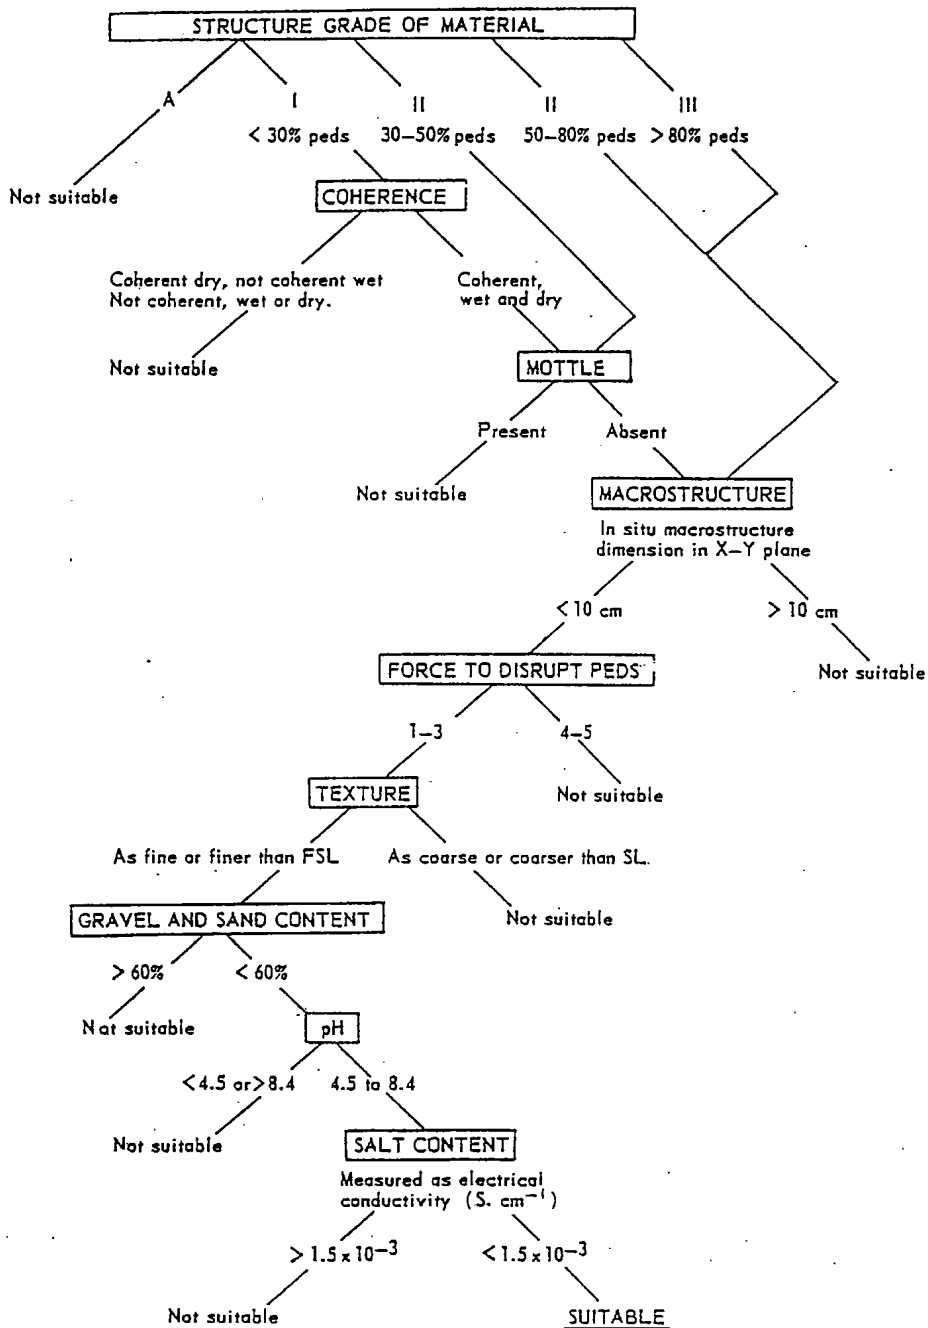 STRUCTURE GRADE OF MATERIAL
A I II II III
< 30% peds 30–50% peds 50–80% peds > 80% peds
Not suitable
COHERENCE
Coherent dry, not coherent wet
Not coherent, wet or dry.
Coherent,
wet and dry
Not suitable
MOTTLE
Present Absent
Not suitable
MACROSTRUCTURE
In situ macrostructure
dimension in X–Y plane
< 10 cm > 10 cm
Not suitable
FORCE TO DISRUPT PEDS
1–3 4–5
Not suitable
TEXTURE
As fine or finer than FSL As coarse or coarser than SL.
Not suitable
GRAVEL AND SAND CONTENT
> 60% < 60%
Not suitable
pH
<4.5 or >8.4 4.5 to 8.4
Not suitable
SALT CONTENT
Measured as electrical
conductivity (S. cm⁻¹)
> 1.5 x 10⁻³ < 1.5 x 10⁻³
Not suitable SUITABLE